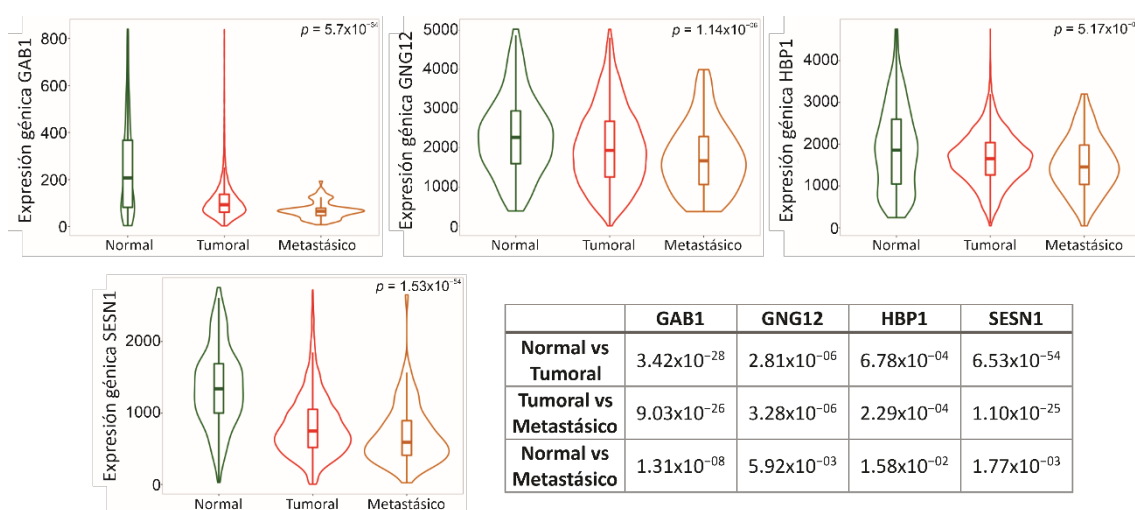 Expresión génica GAB1
p = 5.7x10⁻⁵⁴
800
600
400
200
0
Normal Tumoral Metastásico
Expresión génica GNG12
p = 1.14x10⁻⁰⁶
5000
4000
3000
2000
1000
0
Normal Tumoral Metastásico
Expresión génica HBP1
4000
3000
2000
1000
0
Normal Tumoral Metastásico
Expresión génica SESN1
p = 1.53x10⁻⁵⁴
2000
1000
0
Normal Tumoral Metastásico
GAB1 GNG12 HBP1 SESN1
Normal vs
Tumoral 3.42x10⁻²⁸ 2.81x10⁻⁰⁶ 6.78x10⁻⁰⁴ 6.53x10⁻⁵⁴
Tumoral vs
Metastásico 9.03x10⁻²⁶ 3.28x10⁻⁰⁶ 2.29x10⁻⁰⁴ 1.10x10⁻²⁵
Normal vs
Metastásico 1.31x10⁻⁰⁸ 5.92x10⁻⁰³ 1.58x10⁻⁰² 1.77x10⁻⁰³